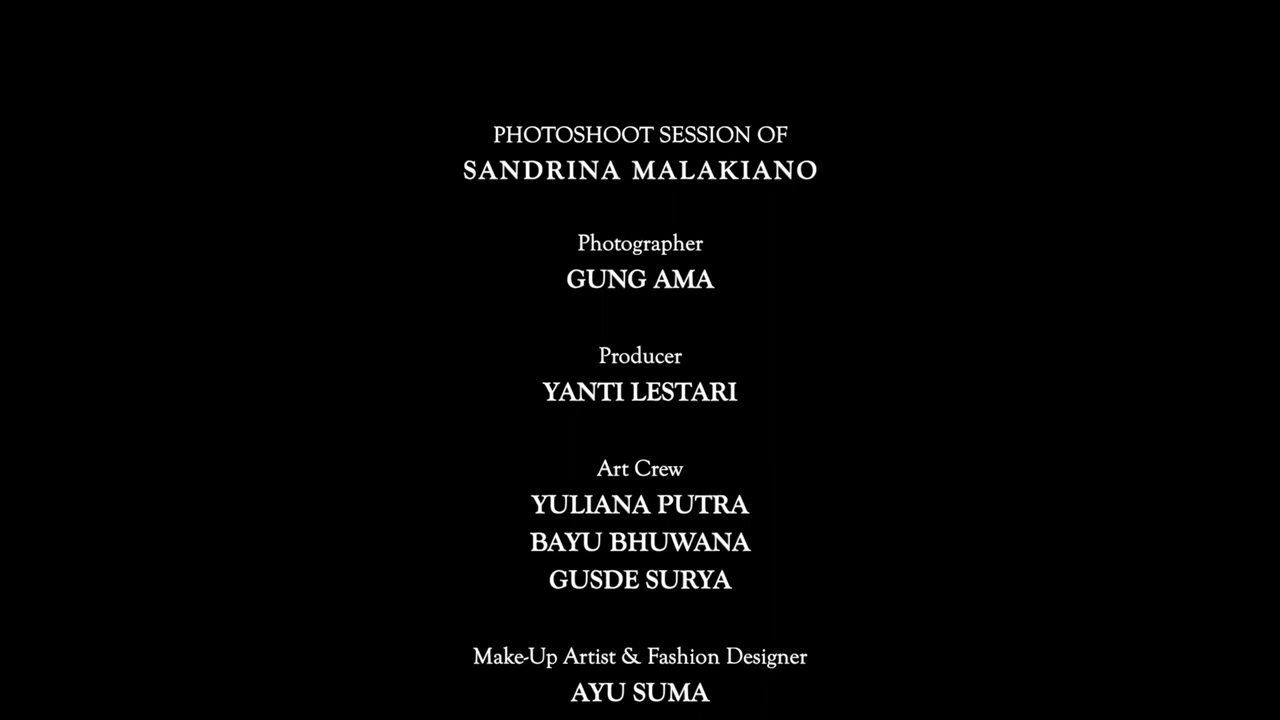 PHOTOSHOOT SESSION OF
SANDRINA MALAKIANO
Photographer
GUNG AMA
Producer
YANTI LESTARI
Art Crew
YULIANA PUTRA
BAYU BHUWANA
GUSDE SURYA
Make-Up Artist & Fashion Designer
AYU SUMA